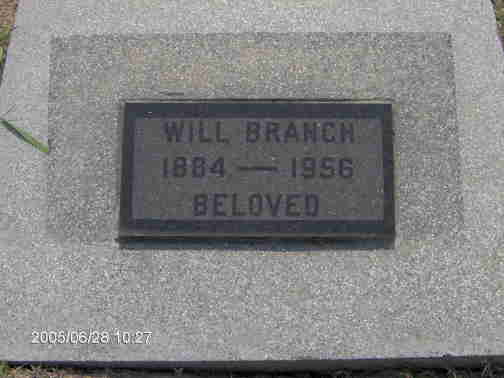 WILL BRANCH
1884 — 1956
BELOVED
2005/06/28 10:27